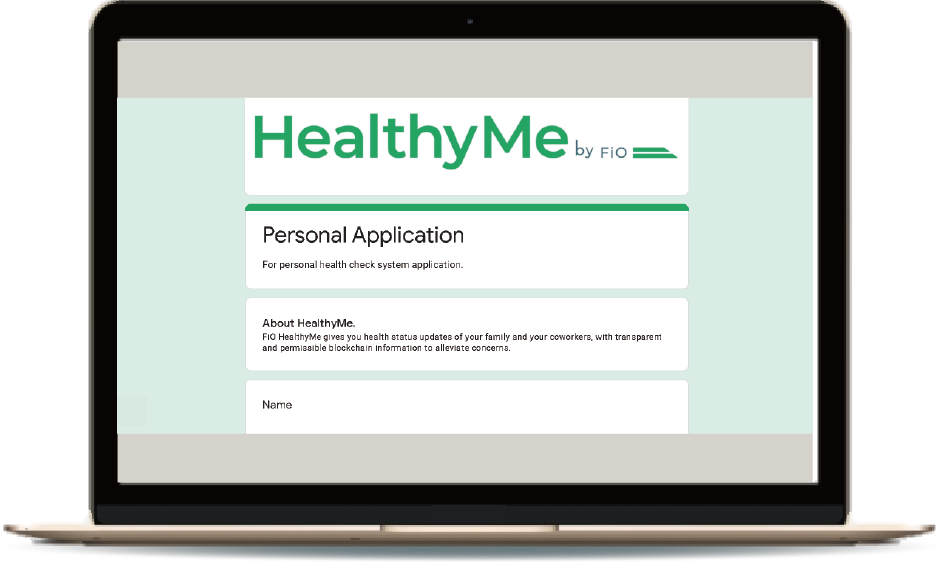 HealthyMe by FiO
Personal Application
For personal health check system application.
About HealthyMe.
FiO HealthyMe gives you health status updates of your family and your coworkers, with transparent
and permissible blockchain information to alleviate concerns.
Name